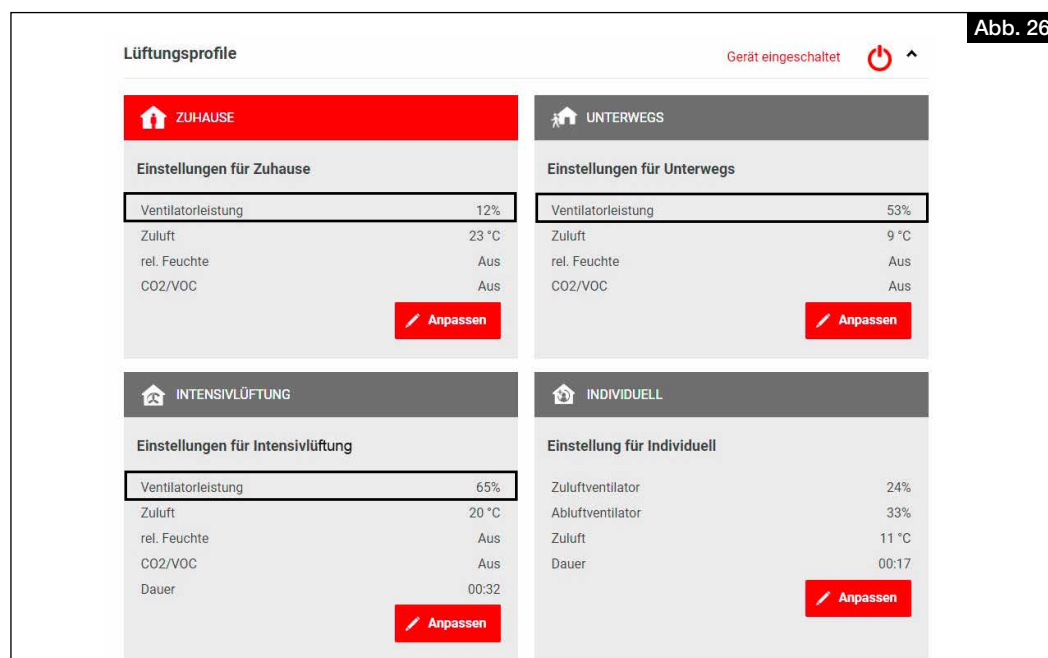 Abb. 26
Lüftungsprofile
Gerät eingeschaltet
ZUHAUSE
Einstellungen für Zuhause
Ventilatorleistung 12%
Zuluft 23 °C
rel. Feuchte Aus
CO2/VOC Aus
Anpassen
UNTERWEGS
Einstellungen für Unterwegs
Ventilatorleistung 53%
Zuluft 9 °C
rel. Feuchte Aus
CO2/VOC Aus
Anpassen
INTENSIVLÜFTUNG
Einstellungen für Intensivlüftung
Ventilatorleistung 65%
Zuluft 20 °C
rel. Feuchte Aus
CO2/VOC Aus
Dauer 00:32
Anpassen
INDIVIDUELL
Einstellung für Individuell
Zuluftventilator 24%
Abluftventilator 33%
Zuluft 11 °C
Dauer 00:17
Anpassen